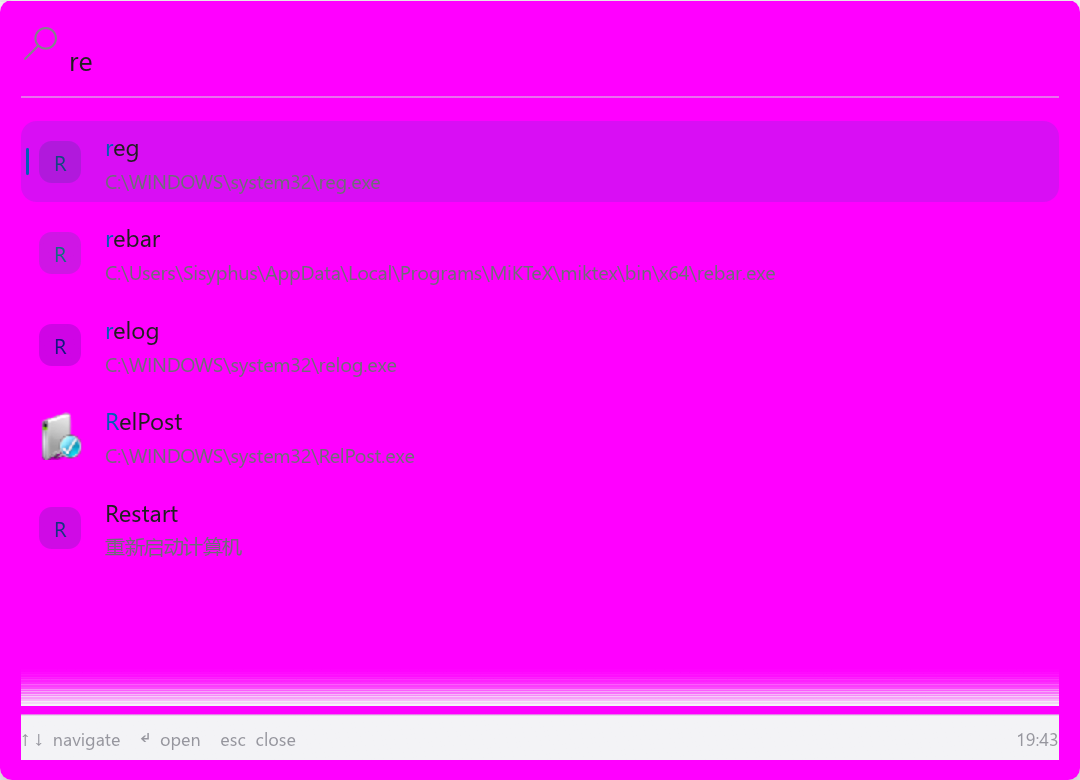 re
R
reg
C:\WINDOWS\system32\reg.exe
R
rebar
C:\Users\Sisyphus\AppData\Local\Programs\MiKTeX\miktex\bin\x64\rebar.exe
R
relog
C:\WINDOWS\system32\relog.exe
RelPost
C:\WINDOWS\system32\RelPost.exe
R
Restart
重新启动计算机
↑ ↓ navigate ↵ open esc close 19:43